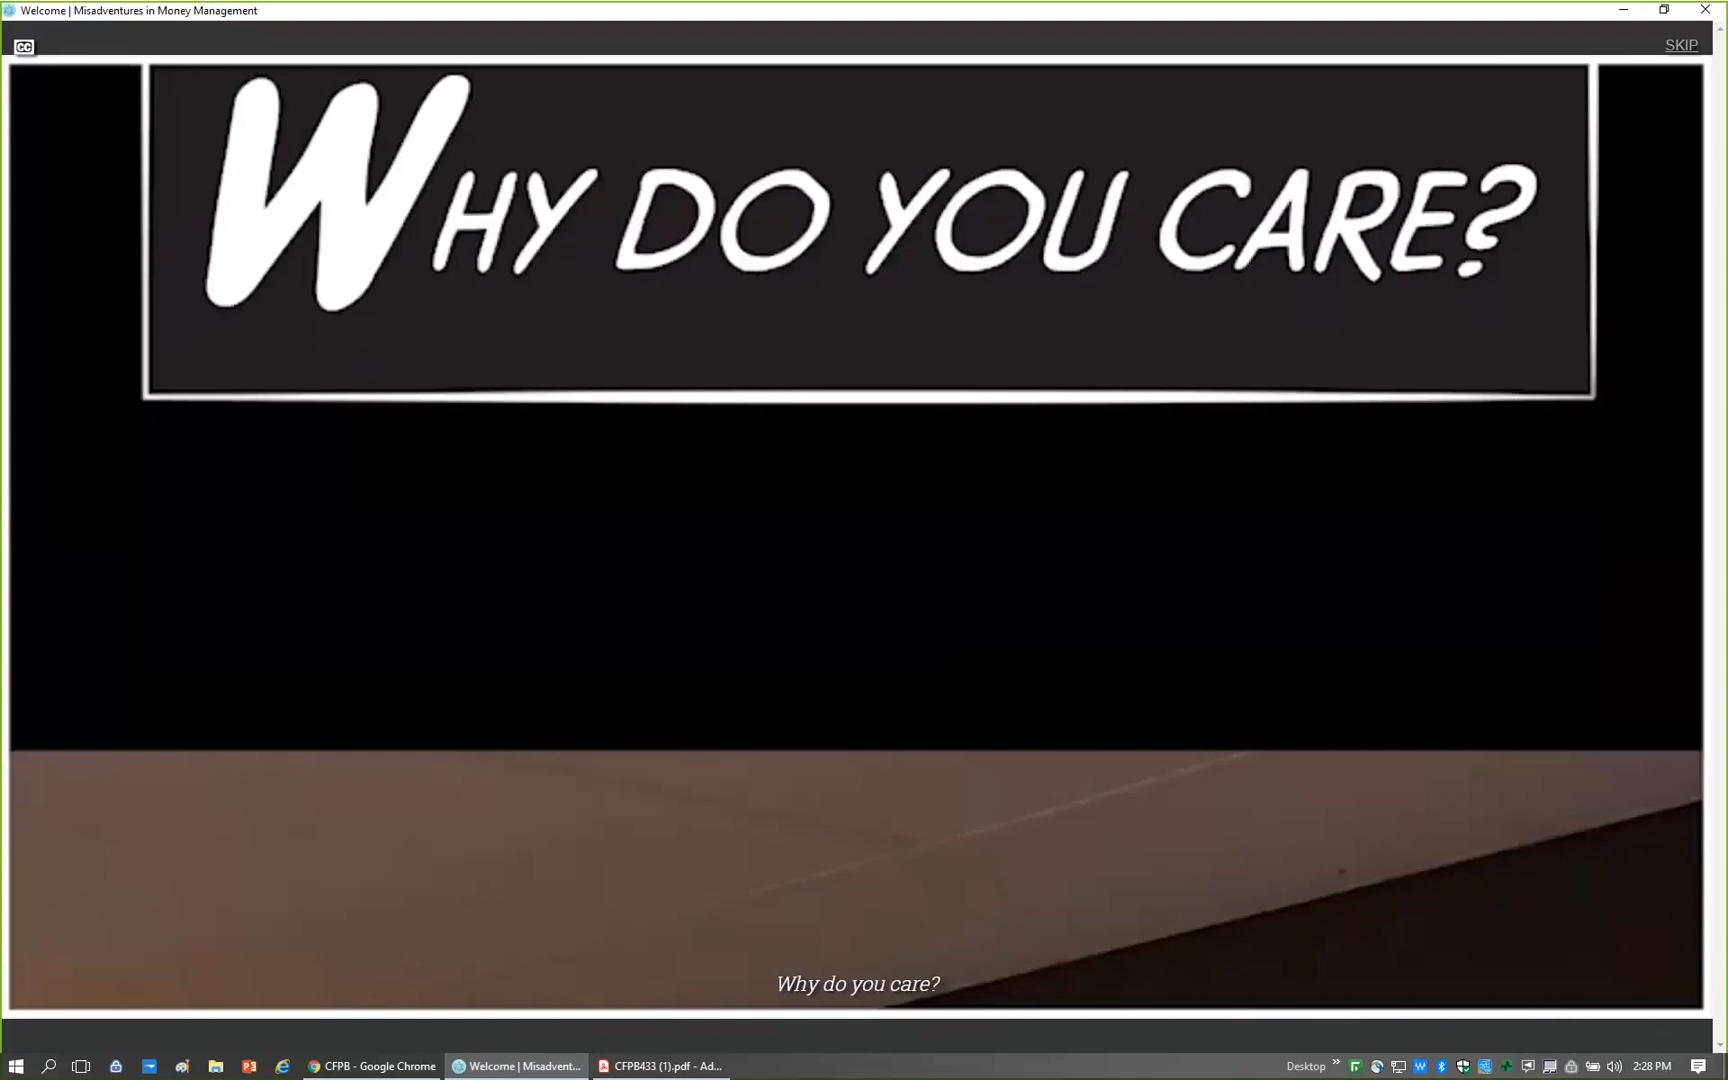 Welcome | Misadventures in Money Management
CC
SKIP
WHY DO YOU CARE?
Why do you care?
CFPB - Google Chrome
Welcome | Misadvent...
CFPB433 (1).pdf - Ad...
Desktop
2:28 PM